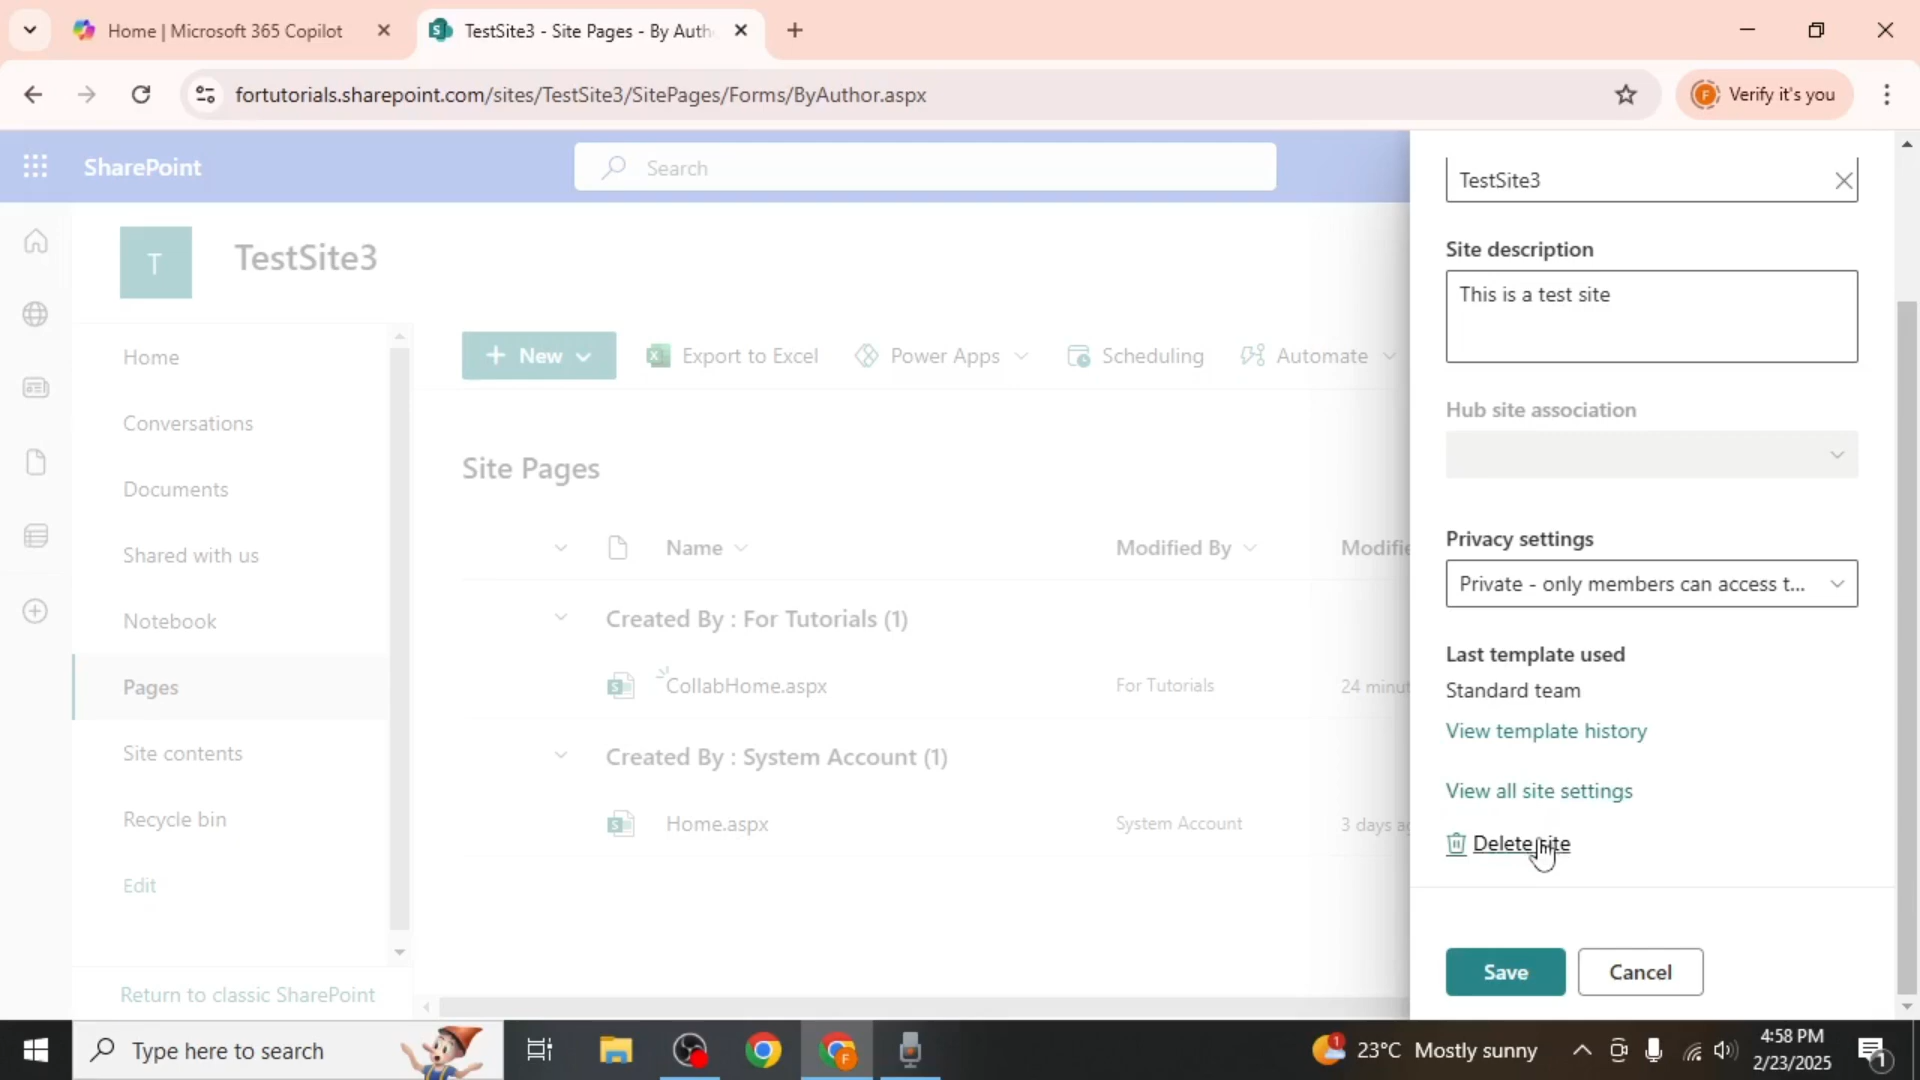 Home | Microsoft 365 Copilot
TestSite3 - Site Pages - By Auth
fortutorials.sharepoint.com/sites/TestSite3/SitePages/Forms/ByAuthor.aspx
F
Verify it's you
SharePoint
Search
T
TestSite3
Home
Conversations
Documents
Shared with us
Notebook
Pages
Site contents
Recycle bin
Edit
Return to classic SharePoint
New
Export to Excel
Power Apps
Scheduling
Automate
Site Pages
Name
Modified By
Modifie
Created By : For Tutorials (1)
CollabHome.aspx
For Tutorials
24 minut
Created By : System Account (1)
Home.aspx
System Account
3 days ag
TestSite3
Site description
This is a test site
Hub site association
Privacy settings
Private - only members can access t...
Last template used
Standard team
View template history
View all site settings
Delete site
Save
Cancel
Type here to search
23°C Mostly sunny
4:58 PM
2/23/2025